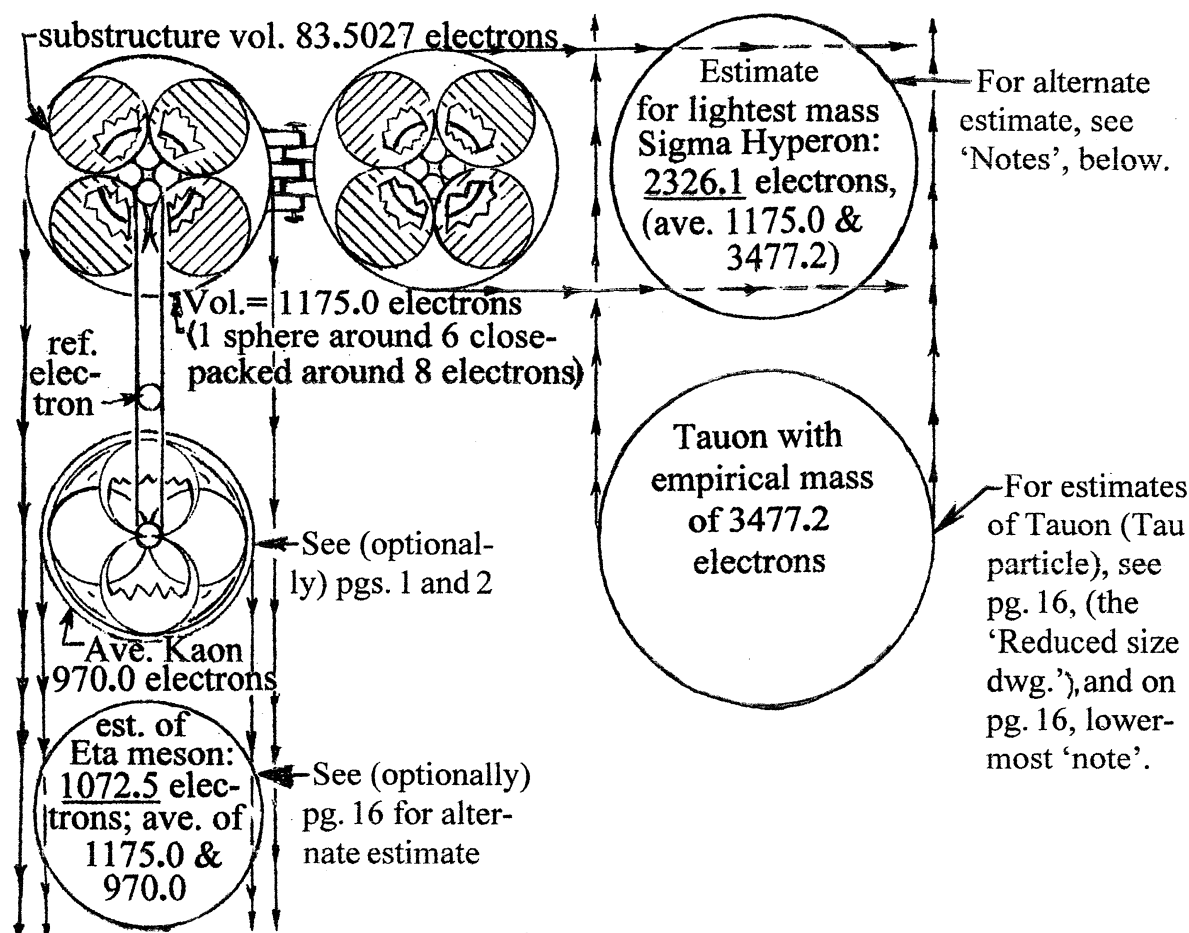 substructure vol. 83.5027 electrons
Estimate
for lightest mass
Sigma Hyperon:
2326.1 electrons,
(ave. 1175.0 &
3477.2)
For alternate
estimate, see
‘Notes’, below.
Vol.= 1175.0 electrons
(1 sphere around 6 close-
packed around 8 electrons)
ref.
elec-
tron
Tauon with
empirical mass
of 3477.2
electrons
For estimates
of Tauon (Tau
particle), see
pg. 16, (the
‘Reduced size
dwg.’), and on
pg. 16, lower-
most ‘note’.
See (optional-
ly) pgs. 1 and 2
Ave. Kaon
970.0 electrons
est. of
Eta meson:
1072.5 elec-
trons; ave. of
1175.0 &
970.0
See (optionally)
pg. 16 for alter-
nate estimate